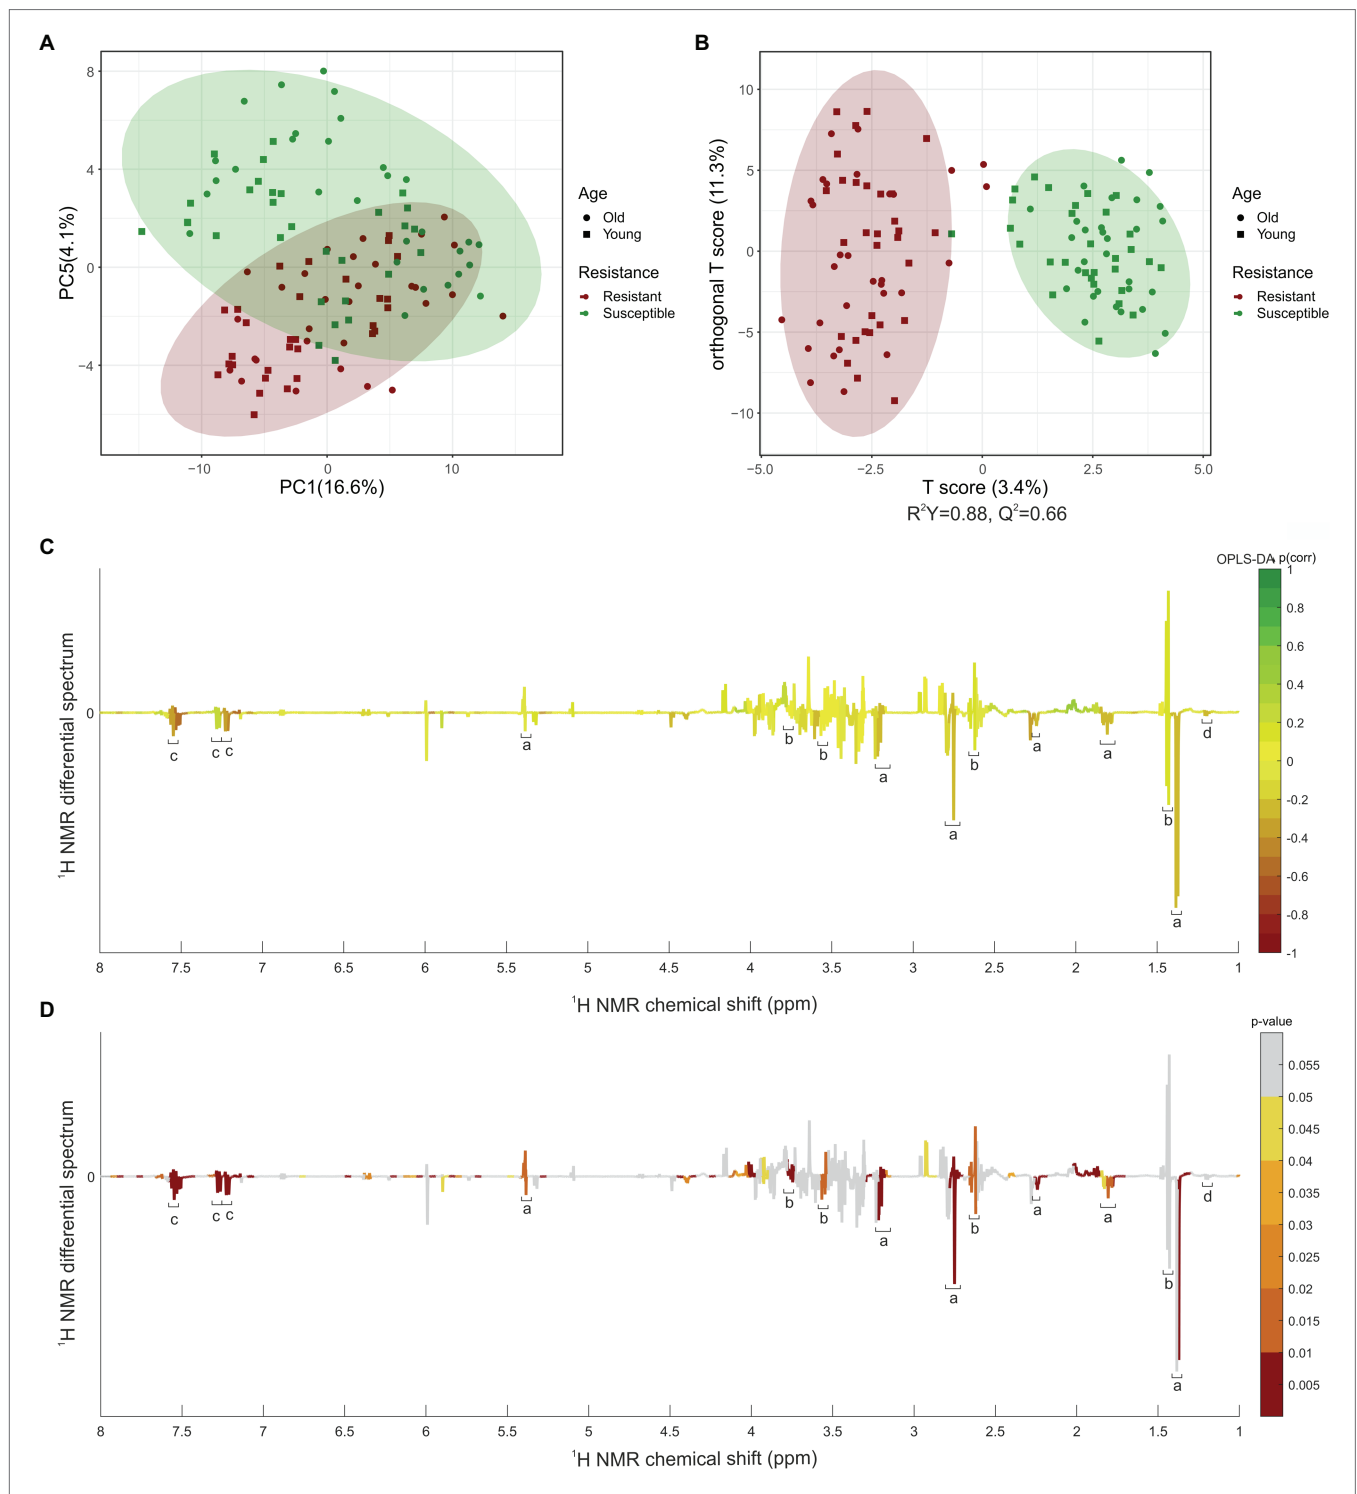 A
8
4
0
−4
PC5(4.1%)
−10
0
10
PC1(16.6%)
Age
Old
Young
Resistance
Resistant
Susceptible
B
10
5
0
−5
−10
orthogonal T score (11.3%)
−5.0
−2.5
0
2.5
5.0
T score (3.4%)
R²Y=0.88, Q²=0.66
Age
Old
Young
Resistance
Resistant
Susceptible
C
OPLS-DA, p(corr)
1
0.8
0.6
0.4
0.2
0
-0.2
-0.4
-0.6
-0.8
-1
¹H NMR differential spectrum
0
c
c c
a
b
b
a
a
b
a
a
b
a
d
8 7.5 7 6.5 6 5.5 5 4.5 4 3.5 3 2.5 2 1.5 1
¹H NMR chemical shift (ppm)
D
p-value
0.055
0.05
0.045
0.04
0.035
0.03
0.025
0.02
0.01
0.005
¹H NMR differential spectrum
0
c
c c
a
b
b
a
a
b
a
a
b
a
d
8 7.5 7 6.5 6 5.5 5 4.5 4 3.5 3 2.5 2 1.5 1
¹H NMR chemical shift (ppm)